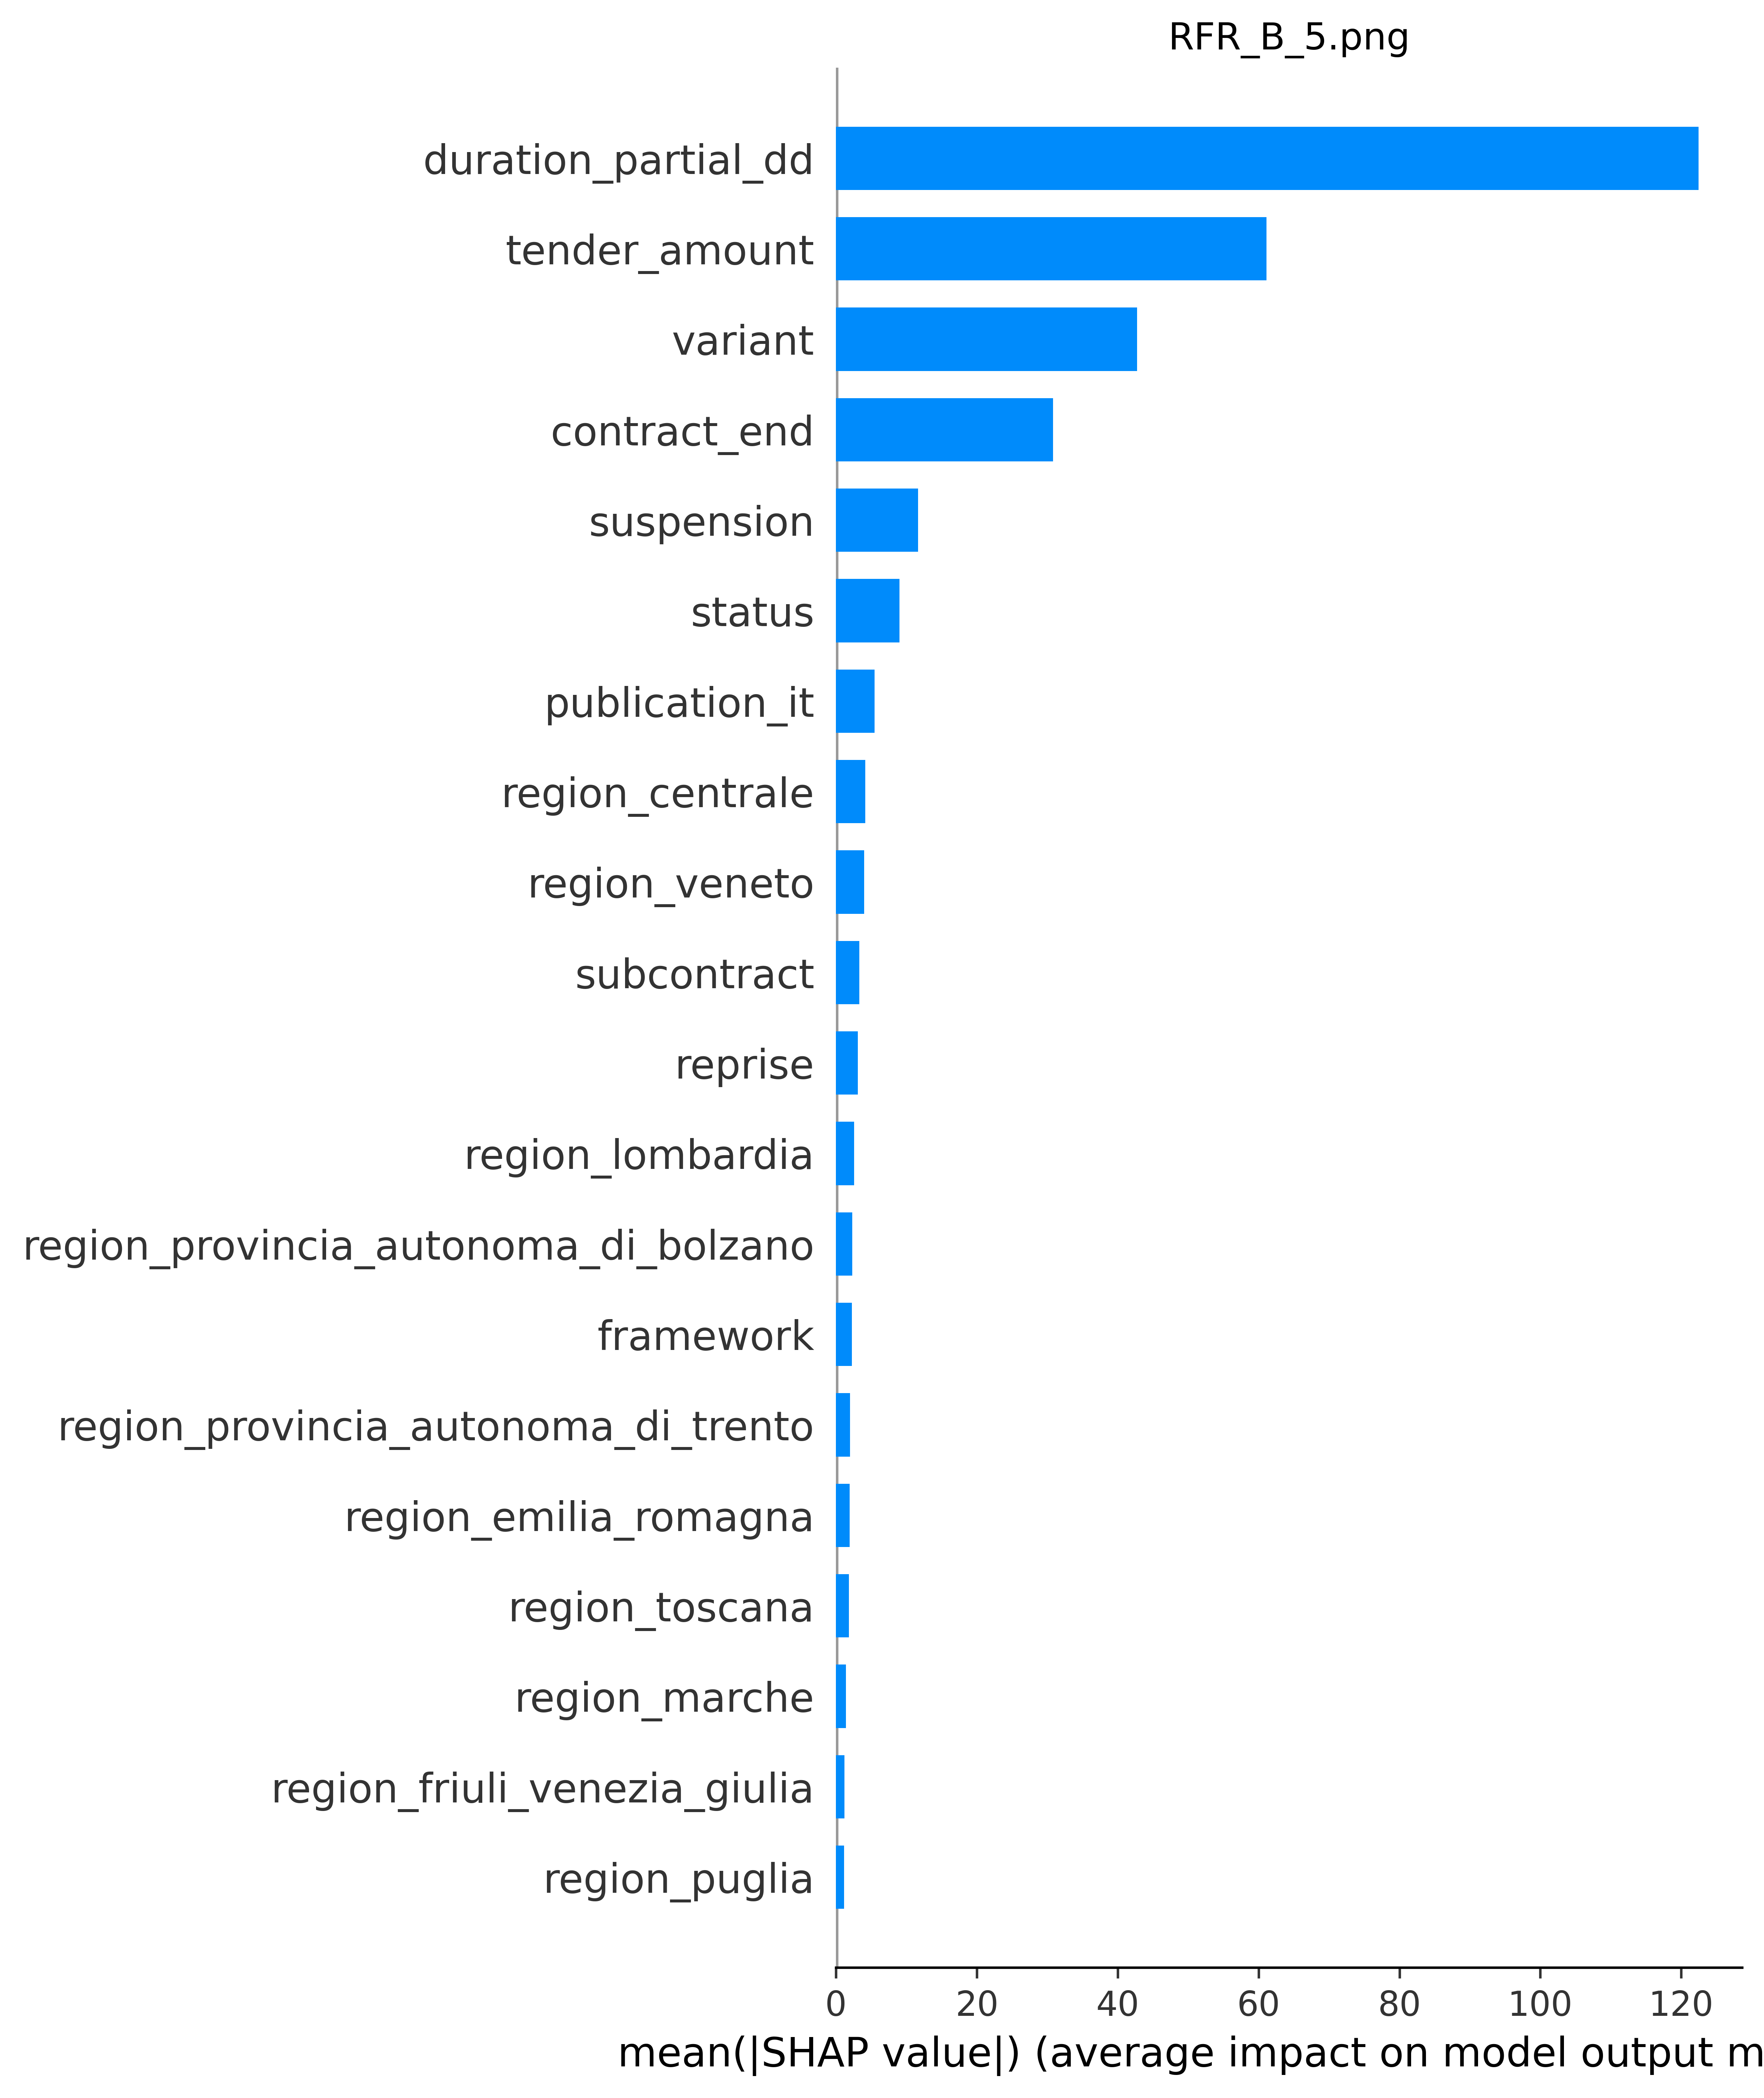 RFR_B_5.png
duration_partial_dd
tender_amount
variant
contract_end
suspension
status
publication_it
region_centrale
region_veneto
subcontract
reprise
region_lombardia
region_provincia_autonoma_di_bolzano
framework
region_provincia_autonoma_di_trento
region_emilia_romagna
region_toscana
region_marche
region_friuli_venezia_giulia
region_puglia
0 20 40 60 80 100 120
mean(|SHAP value|) (average impact on model output m